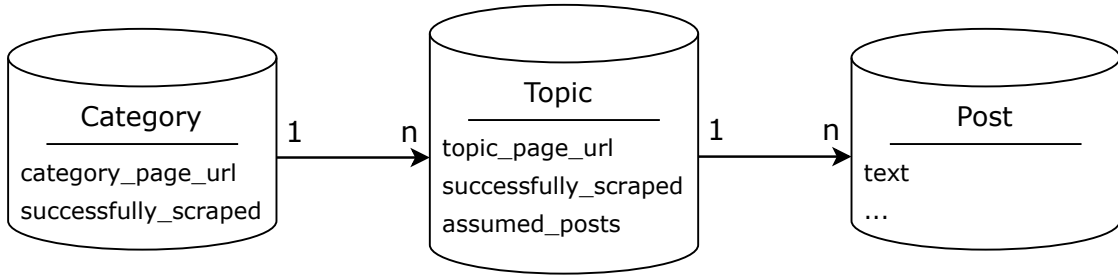 Category
category_page_url
successfully_scraped
1
n
Topic
topic_page_url
successfully_scraped
assumed_posts
1
n
Post
text
...